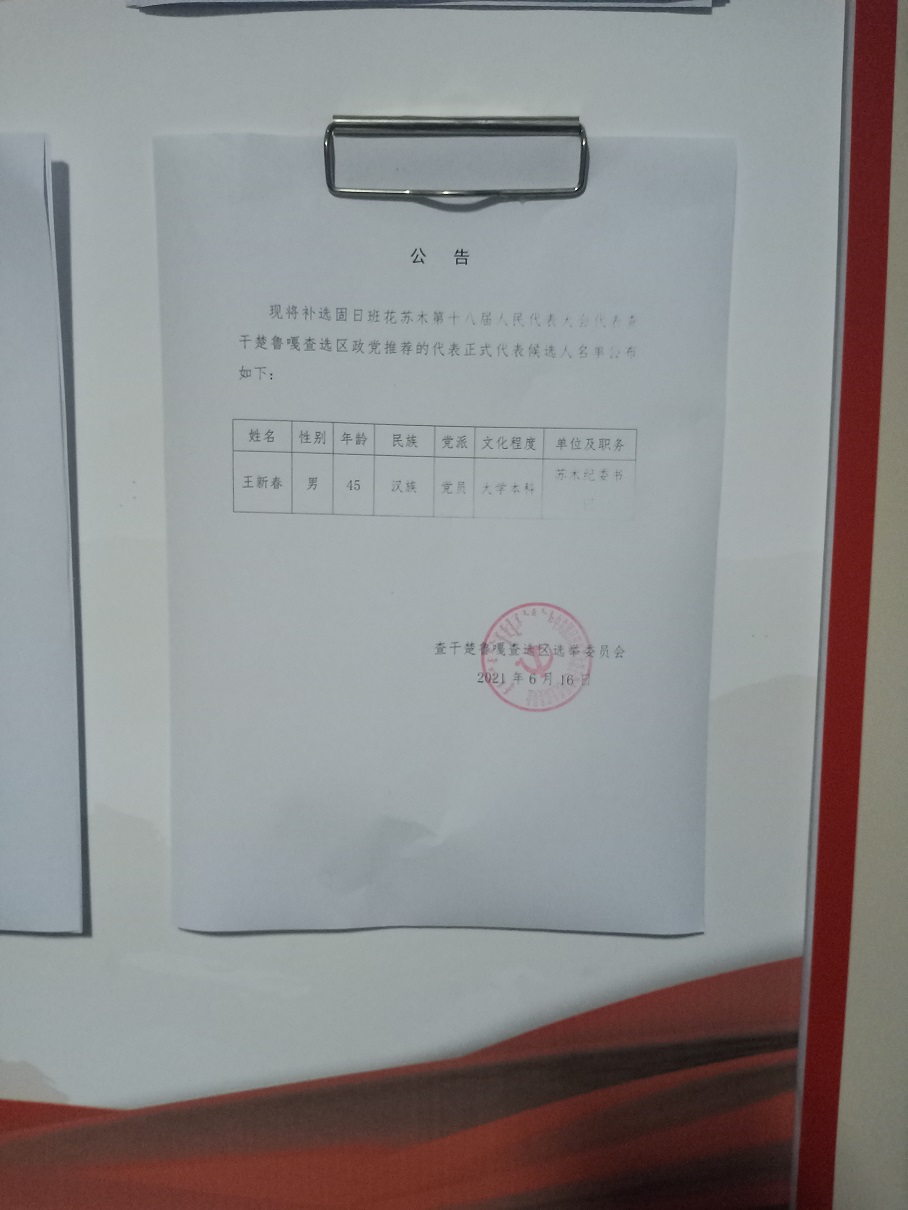 公 告
现将补选固日班花苏木第十八届人民代表大会代表查
干楚鲁嘎查选区政党推荐的代表正式代表候选人名单公布
如下：
姓名 性别 年龄 民族 党派 文化程度 单位及职务
王新春 男 45 汉族 党员 大学本科 苏木纪委书
查干楚鲁嘎查选区选举委员会
2021 年 6 月 16 日